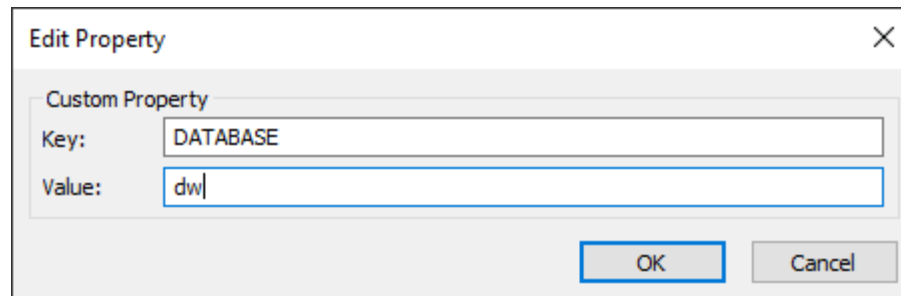 Edit Property
Custom Property
Key: DATABASE
Value: dw
OK Cancel